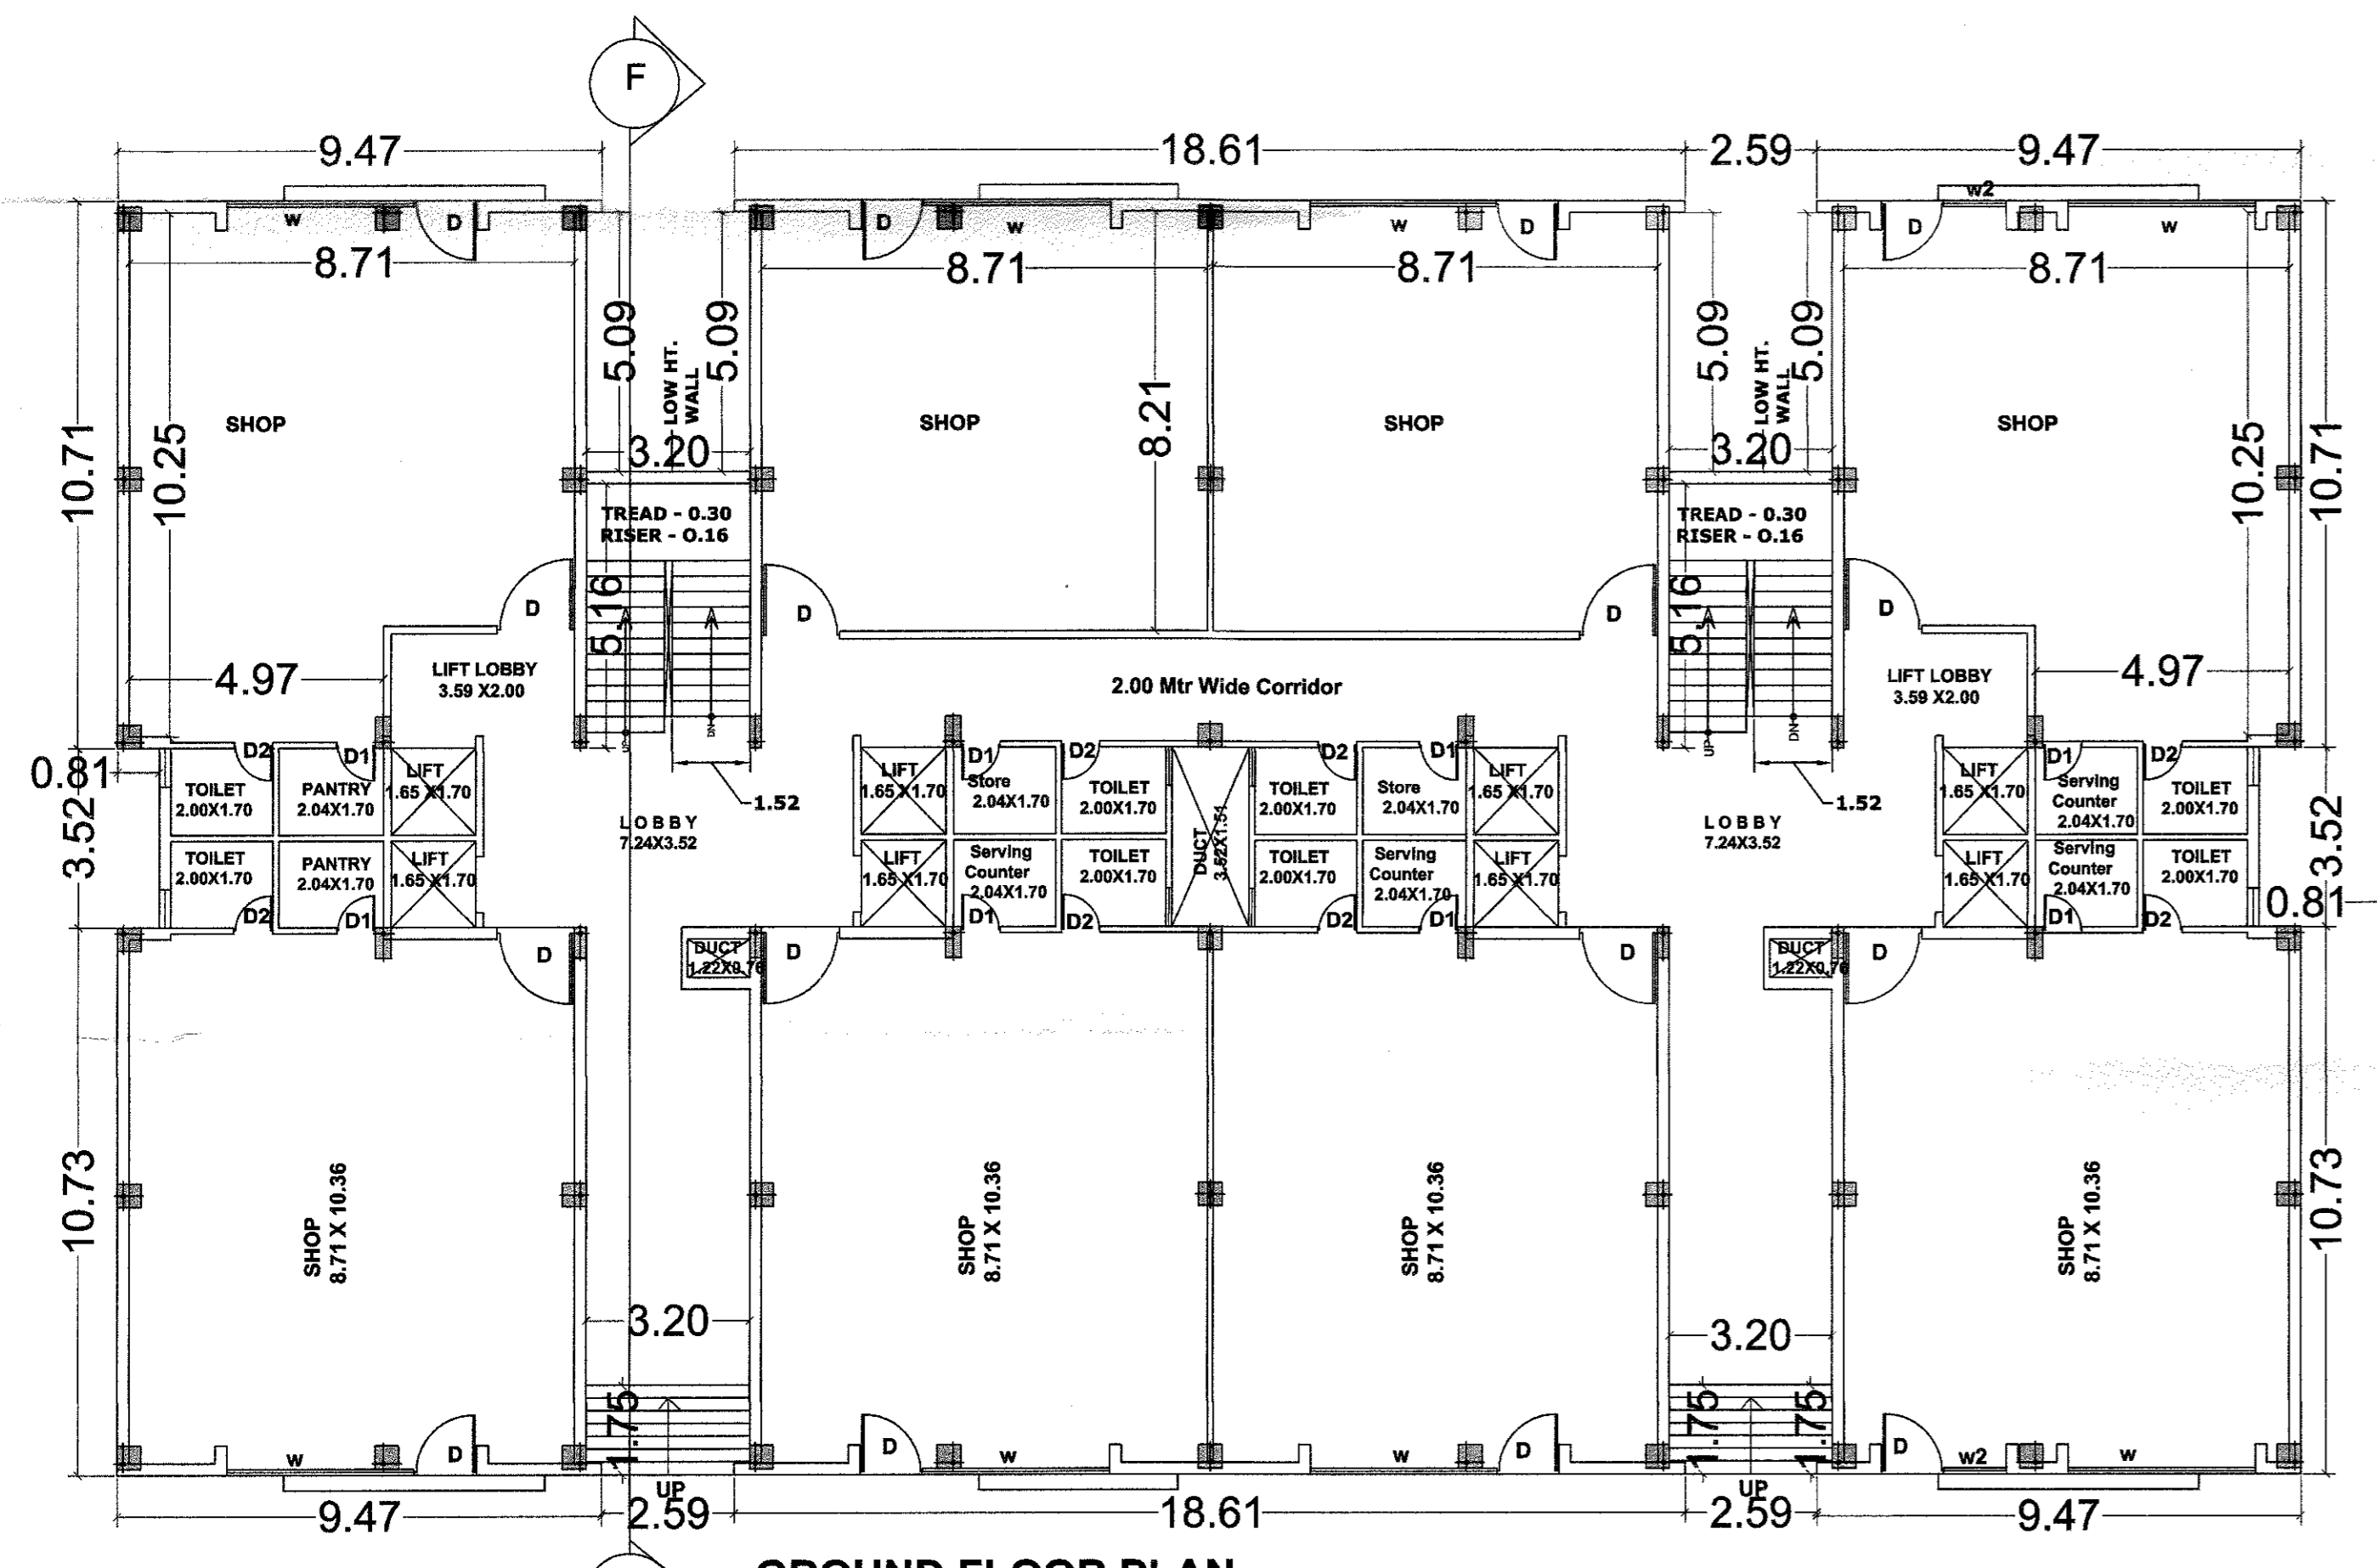 F
9.47
18.61
2.59
9.47
W
D
D
W
W
D
D
W2
W
8.71
8.71
8.71
8.71
5.09
5.09
5.09
5.09
LOW HT.
WALL
LOW HT.
WALL
8.21
SHOP
SHOP
SHOP
SHOP
10.71
10.25
3.20
3.20
10.25
10.71
TREAD - 0.30
RISER - 0.16
TREAD - 0.30
RISER - 0.16
5.16
5.16
D
D
D
D
4.97
LIFT LOBBY
3.59 X2.00
2.00 Mtr Wide Corridor
LIFT LOBBY
3.59 X2.00
4.97
UP
DN
UP
DN
0.81
3.52
D2
D1
TOILET
2.00X1.70
PANTRY
2.04X1.70
LIFT
1.65 X1.70
TOILET
2.00X1.70
PANTRY
2.04X1.70
LIFT
1.65 X1.70
D2
D1
1.52
LOBBY
7.24X3.52
LIFT
1.65 X1.70
D1
Store
2.04X1.70
D2
TOILET
2.00X1.70
LIFT
1.65 X1.70
Serving
Counter
2.04X1.70
D1
TOILET
2.00X1.70
D2
DUCT
3.52X1.51
D2
TOILET
2.00X1.70
D1
Store
2.04X1.70
LIFT
1.65 X1.70
TOILET
2.00X1.70
D2
Serving
Counter
2.04X1.70
D1
LIFT
1.65 X1.70
1.52
LOBBY
7.24X3.52
LIFT
1.65 X1.70
D1
Serving
Counter
2.04X1.70
D2
TOILET
2.00X1.70
LIFT
1.65 X1.70
Serving
Counter
2.04X1.70
D1
TOILET
2.00X1.70
D2
3.52
0.81
D
DUCT
1.22X0.76
D
D
DUCT
1.22X0.76
D
10.73
SHOP
8.71 X 10.36
SHOP
8.71 X 10.36
SHOP
8.71 X 10.36
SHOP
8.71 X 10.36
10.73
3.20
3.20
1.75
1.75
1.75
W
D
D
W
W
D
D
W2
W
UP
UP
9.47
2.59
18.61
2.59
9.47
GROUND FLOOR PLAN